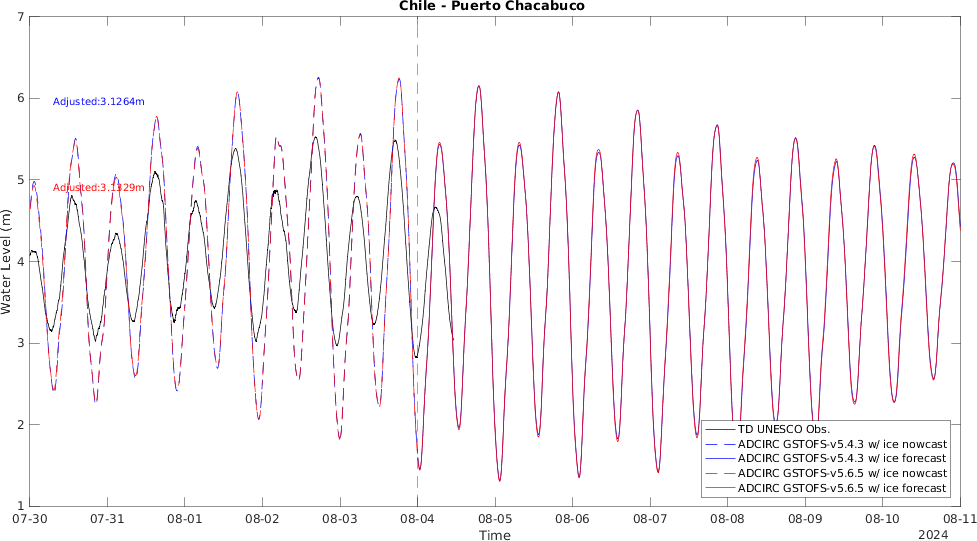 Chile - Puerto Chacabuco
7
6
5
4
3
2
1
Water Level (m)
Adjusted:3.1264m
Adjusted:3.1329m
TD UNESCO Obs.
ADCIRC GSTOFS-v5.4.3 w/ ice nowcast
ADCIRC GSTOFS-v5.4.3 w/ ice forecast
ADCIRC GSTOFS-v5.6.5 w/ ice nowcast
ADCIRC GSTOFS-v5.6.5 w/ ice forecast
07-30 07-31 08-01 08-02 08-03 08-04 08-05 08-06 08-07 08-08 08-09 08-10 08-11
Time
2024